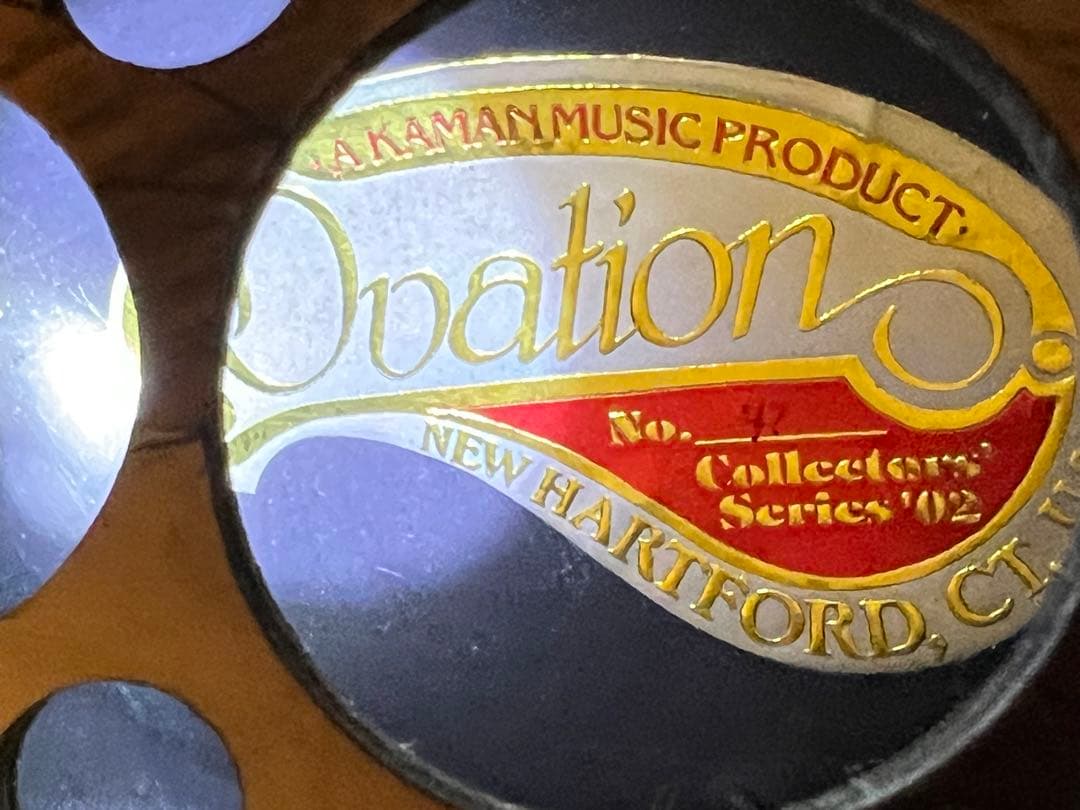 ·A KAMAN MUSIC PRODUCT·
Ovation
No.
Collectors'
Series '02
NEW HARTFORD, CT.